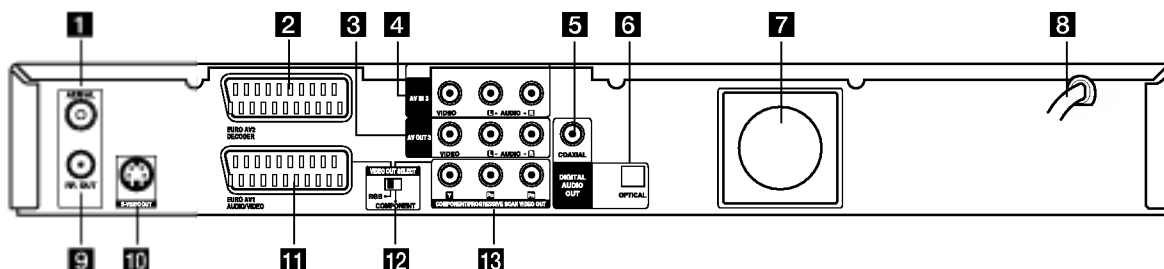 1 2 3 4 5 6 7 8
AERIAL
RF. OUT
S-VIDEO OUT
EURO AV2
DECODER
EURO AV1
AUDIO/VIDEO
AV IN 3
VIDEO L - AUDIO - R
AV OUT 3
VIDEO L - AUDIO - R
VIDEO OUT SELECT
RGB
COMPONENT
Y PB PR
COMPONENT/PROGRESSIVE SCAN VIDEO OUT
COAXIAL
DIGITAL
AUDIO
OUT
OPTICAL
9 10 11 12 13